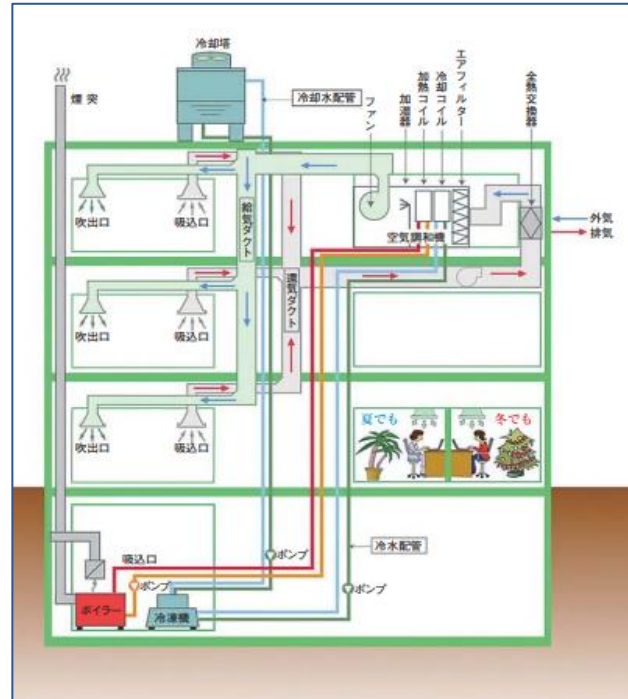 冷却塔
煙突
冷却水配管
ファン
加湿器
加熱コイル
冷却コイル
エアフィルター
全熱交換器
給気ダクト
還気ダクト
空気調和機
外気
排気
吹出口
吸込口
吹出口
吸込口
吹出口
吸込口
夏でも
冬でも
吸込口
ポンプ
冷水配管
ポンプ
ポンプ
ボイラー
冷凍機